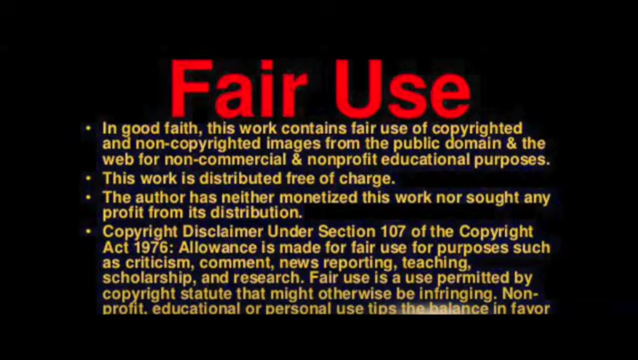 Fair Use
• In good faith, this work contains fair use of copyrighted
and non-copyrighted images from the public domain & the
web for non-commercial & nonprofit educational purposes.
• This work is distributed free of charge.
• The author has neither monetized this work nor sought any
profit from its distribution.
• Copyright Disclaimer Under Section 107 of the Copyright
Act 1976: Allowance is made for fair use for purposes such
as criticism, comment, news reporting, teaching,
scholarship, and research. Fair use is a use permitted by
copyright statute that might otherwise be infringing. Non-
profit, educational or personal use tips the balance in favor